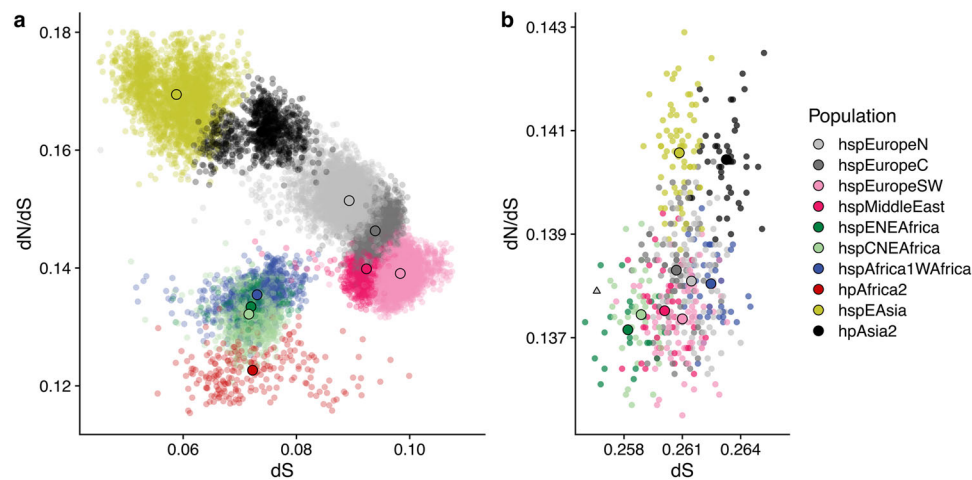 a
0.18
0.16
0.14
0.12
dN/dS
0.06
0.08
0.10
dS
b
0.143
0.141
0.139
0.137
dN/dS
0.258
0.261
0.264
dS
Population
hspEuropeN
hspEuropeC
hspEuropeSW
hspMiddleEast
hspENEAfrica
hspCNEAfrica
hspAfrica1WAfrica
hpAfrica2
hspEAsia
hpAsia2